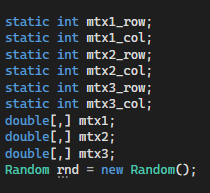 static int mtx1_row;
static int mtx1_col;
static int mtx2_row;
static int mtx2_col;
static int mtx3_row;
static int mtx3_col;
double[,] mtx1;
double[,] mtx2;
double[,] mtx3;
Random rnd = new Random();